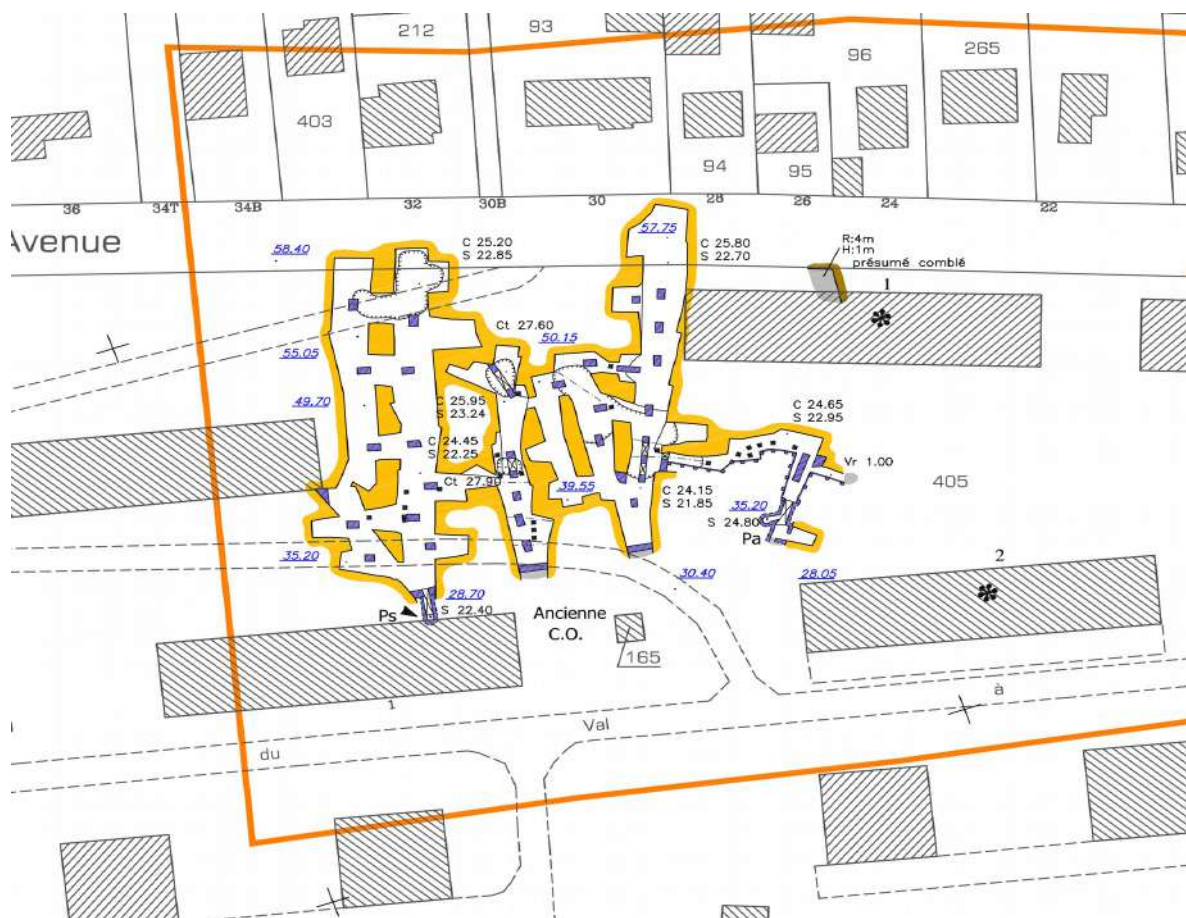 212
93
96
265
403
94
95
36
34T
34B
32
30B
30
28
26
24
22
Avenue
58.40
C 25.20
S 22.85
57.75
C 25.80
S 22.70
R:4m
H:1m
présumé comblé
1
Ct 27.60
50.15
55.05
49.70
C 25.95
S 23.24
C 24.45
S 22.25
Ct 27.90
39.55
C 24.65
S 22.95
Vr 1.00
405
C 24.15
S 21.85
35.20
S 24.80
Pa
35.20
30.40
28.05
2
28.70
Ps
S 22.40
Ancienne
C.O.
165
1
à
Val
du